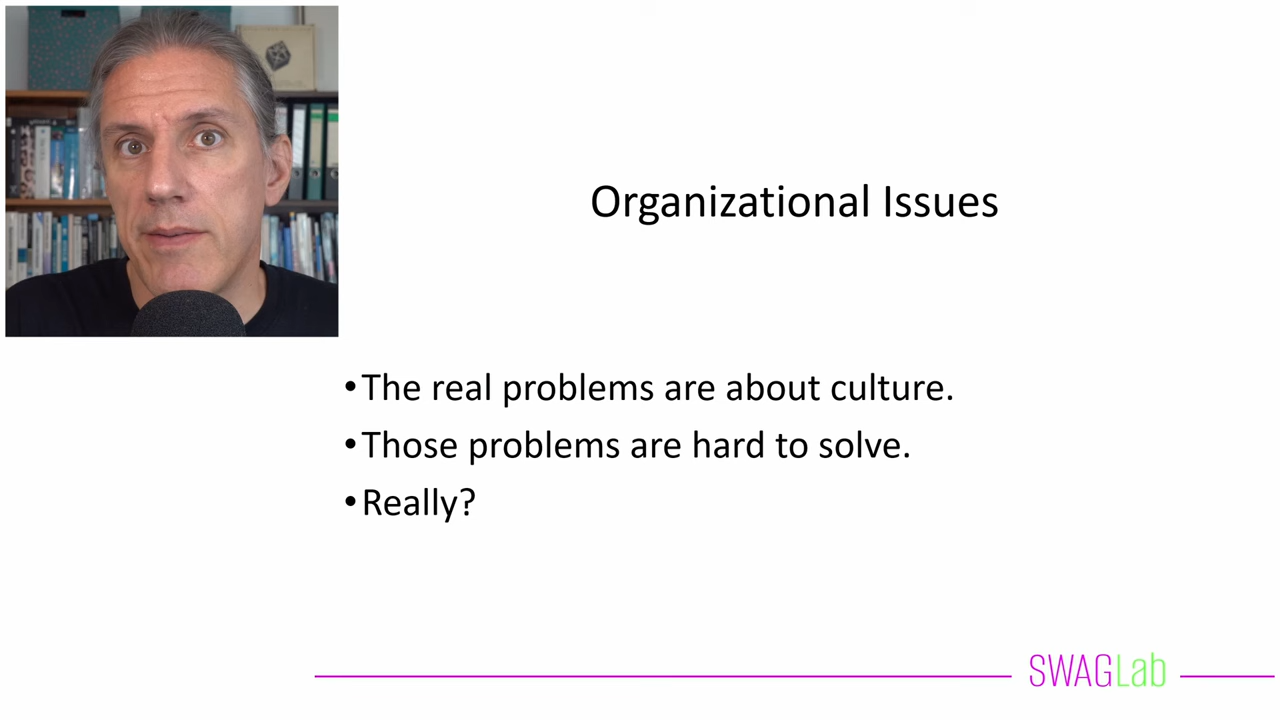 Organizational Issues
•The real problems are about culture.
•Those problems are hard to solve.
•Really?
SWAGLab